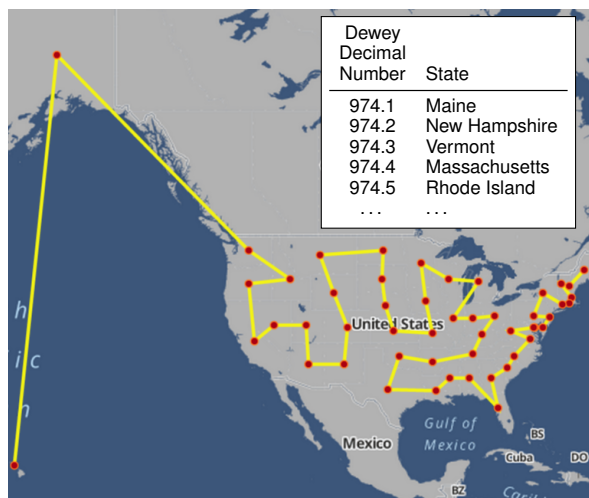 Dewey
Decimal
Number State
974.1 Maine
974.2 New Hampshire
974.3 Vermont
974.4 Massachusetts
974.5 Rhode Island
... ...
h
i c
n
United States
Gulf of
Mexico
Mexico
BS
Cuba
DO
BZ
Carib